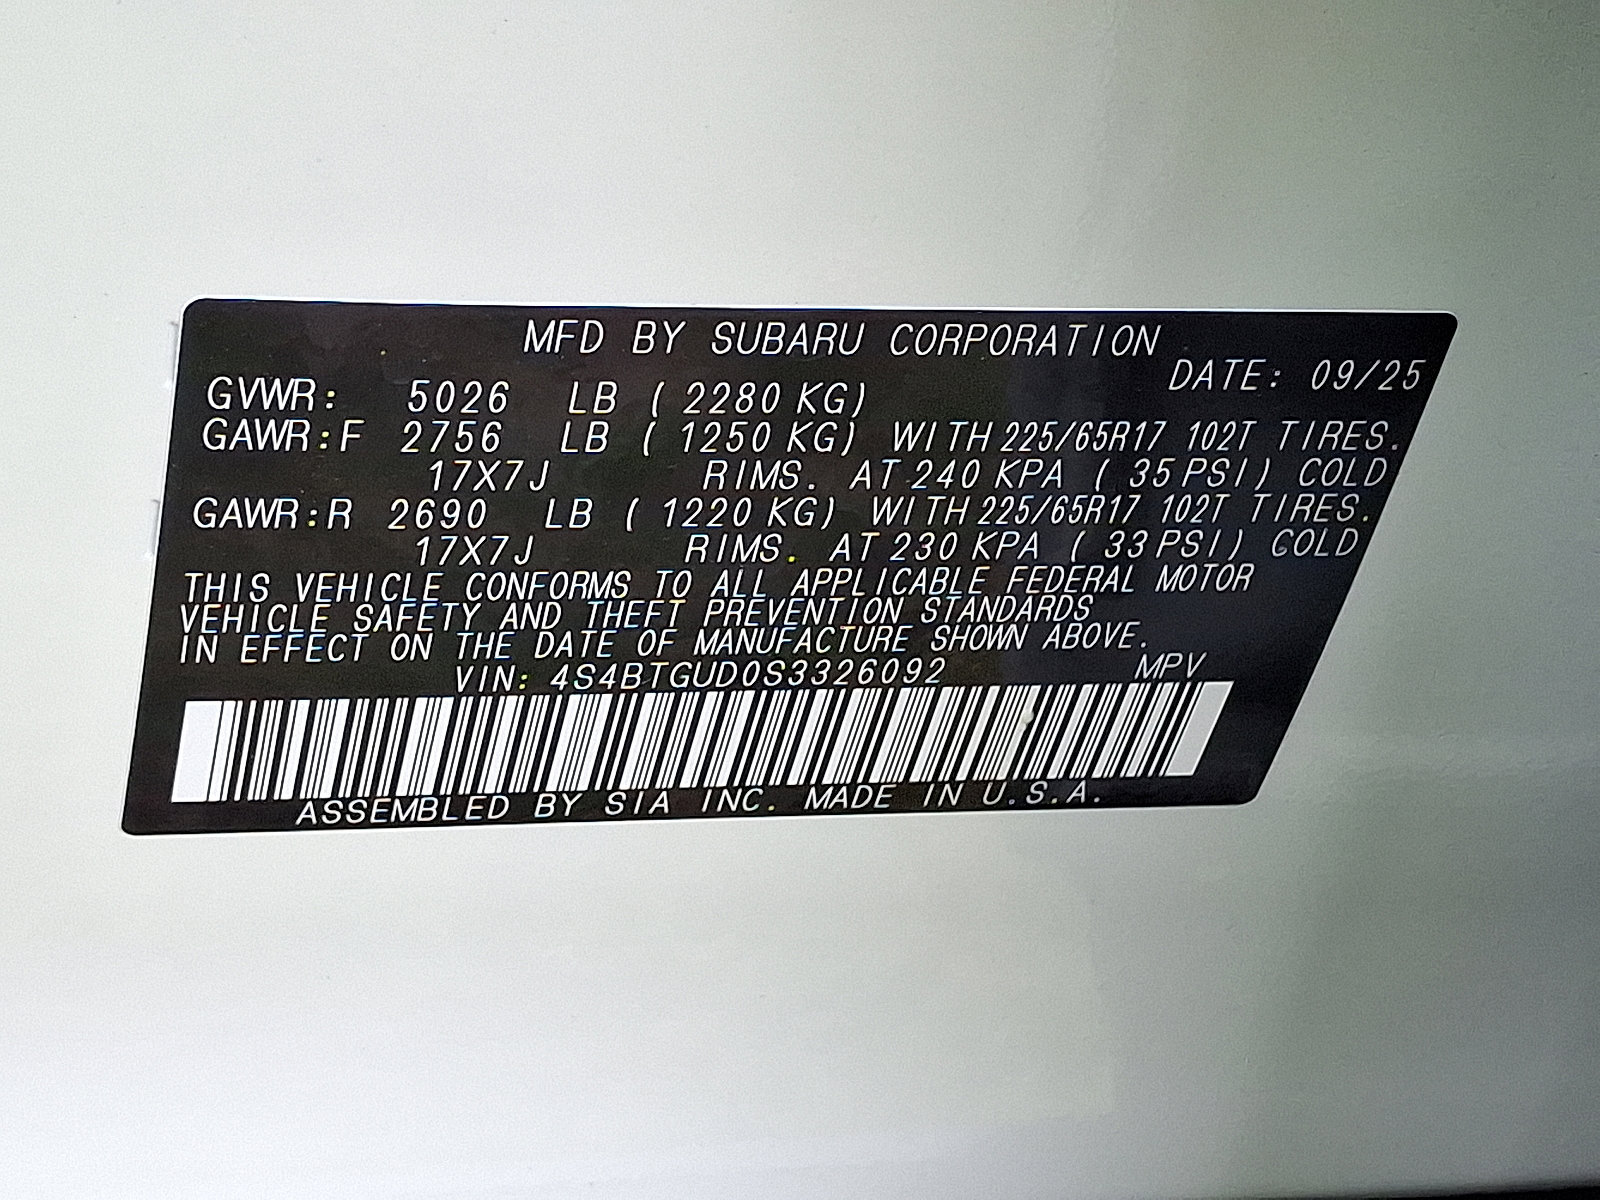 MFD BY SUBARU CORPORATION
DATE: 09/25
GVWR: 5026 LB ( 2280 KG)
GAWR:F 2756 LB ( 1250 KG) WITH 225/65R17 102T TIRES.
17X7J RIMS. AT 240 KPA ( 35 PSI) COLD
GAWR:R 2690 LB ( 1220 KG) WITH 225/65R17 102T TIRES.
17X7J RIMS. AT 230 KPA ( 33 PSI) COLD
THIS VEHICLE CONFORMS TO ALL APPLICABLE FEDERAL MOTOR
VEHICLE SAFETY AND THEFT PREVENTION STANDARDS
IN EFFECT ON THE DATE OF MANUFACTURE SHOWN ABOVE.
VIN: 4S4BTGUD0S3326092 MPV
ASSEMBLED BY SIA INC. MADE IN U.S.A.